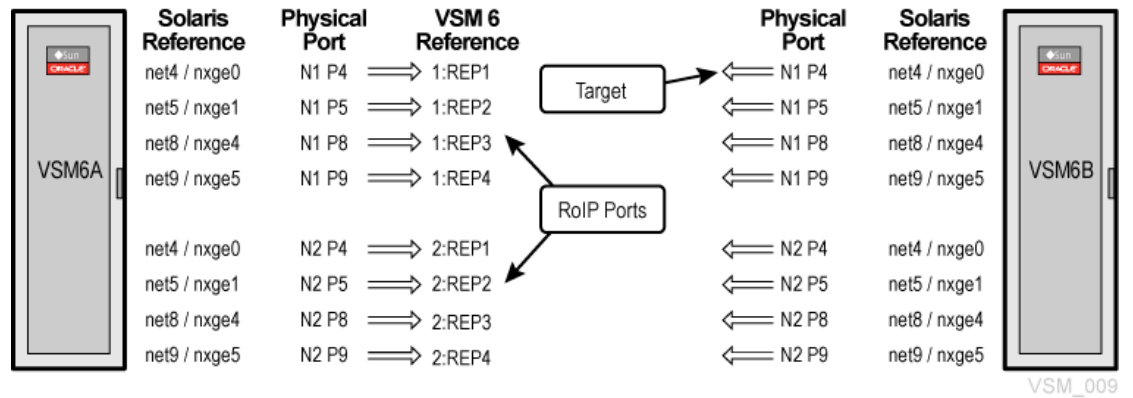 Solaris Reference Physical Port VSM 6 Reference Physical Port Solaris Reference
Sun
ORACLE
Sun
ORACLE
net4 / nxge0 N1 P4 1:REP1 Target N1 P4 net4 / nxge0
net5 / nxge1 N1 P5 1:REP2 N1 P5 net5 / nxge1
net8 / nxge4 N1 P8 1:REP3 N1 P8 net8 / nxge4
VSM6A net9 / nxge5 N1 P9 1:REP4 N1 P9 net9 / nxge5 VSM6B
RoIP Ports
net4 / nxge0 N2 P4 2:REP1 N2 P4 net4 / nxge0
net5 / nxge1 N2 P5 2:REP2 N2 P5 net5 / nxge1
net8 / nxge4 N2 P8 2:REP3 N2 P8 net8 / nxge4
net9 / nxge5 N2 P9 2:REP4 N2 P9 net9 / nxge5
VSM_009